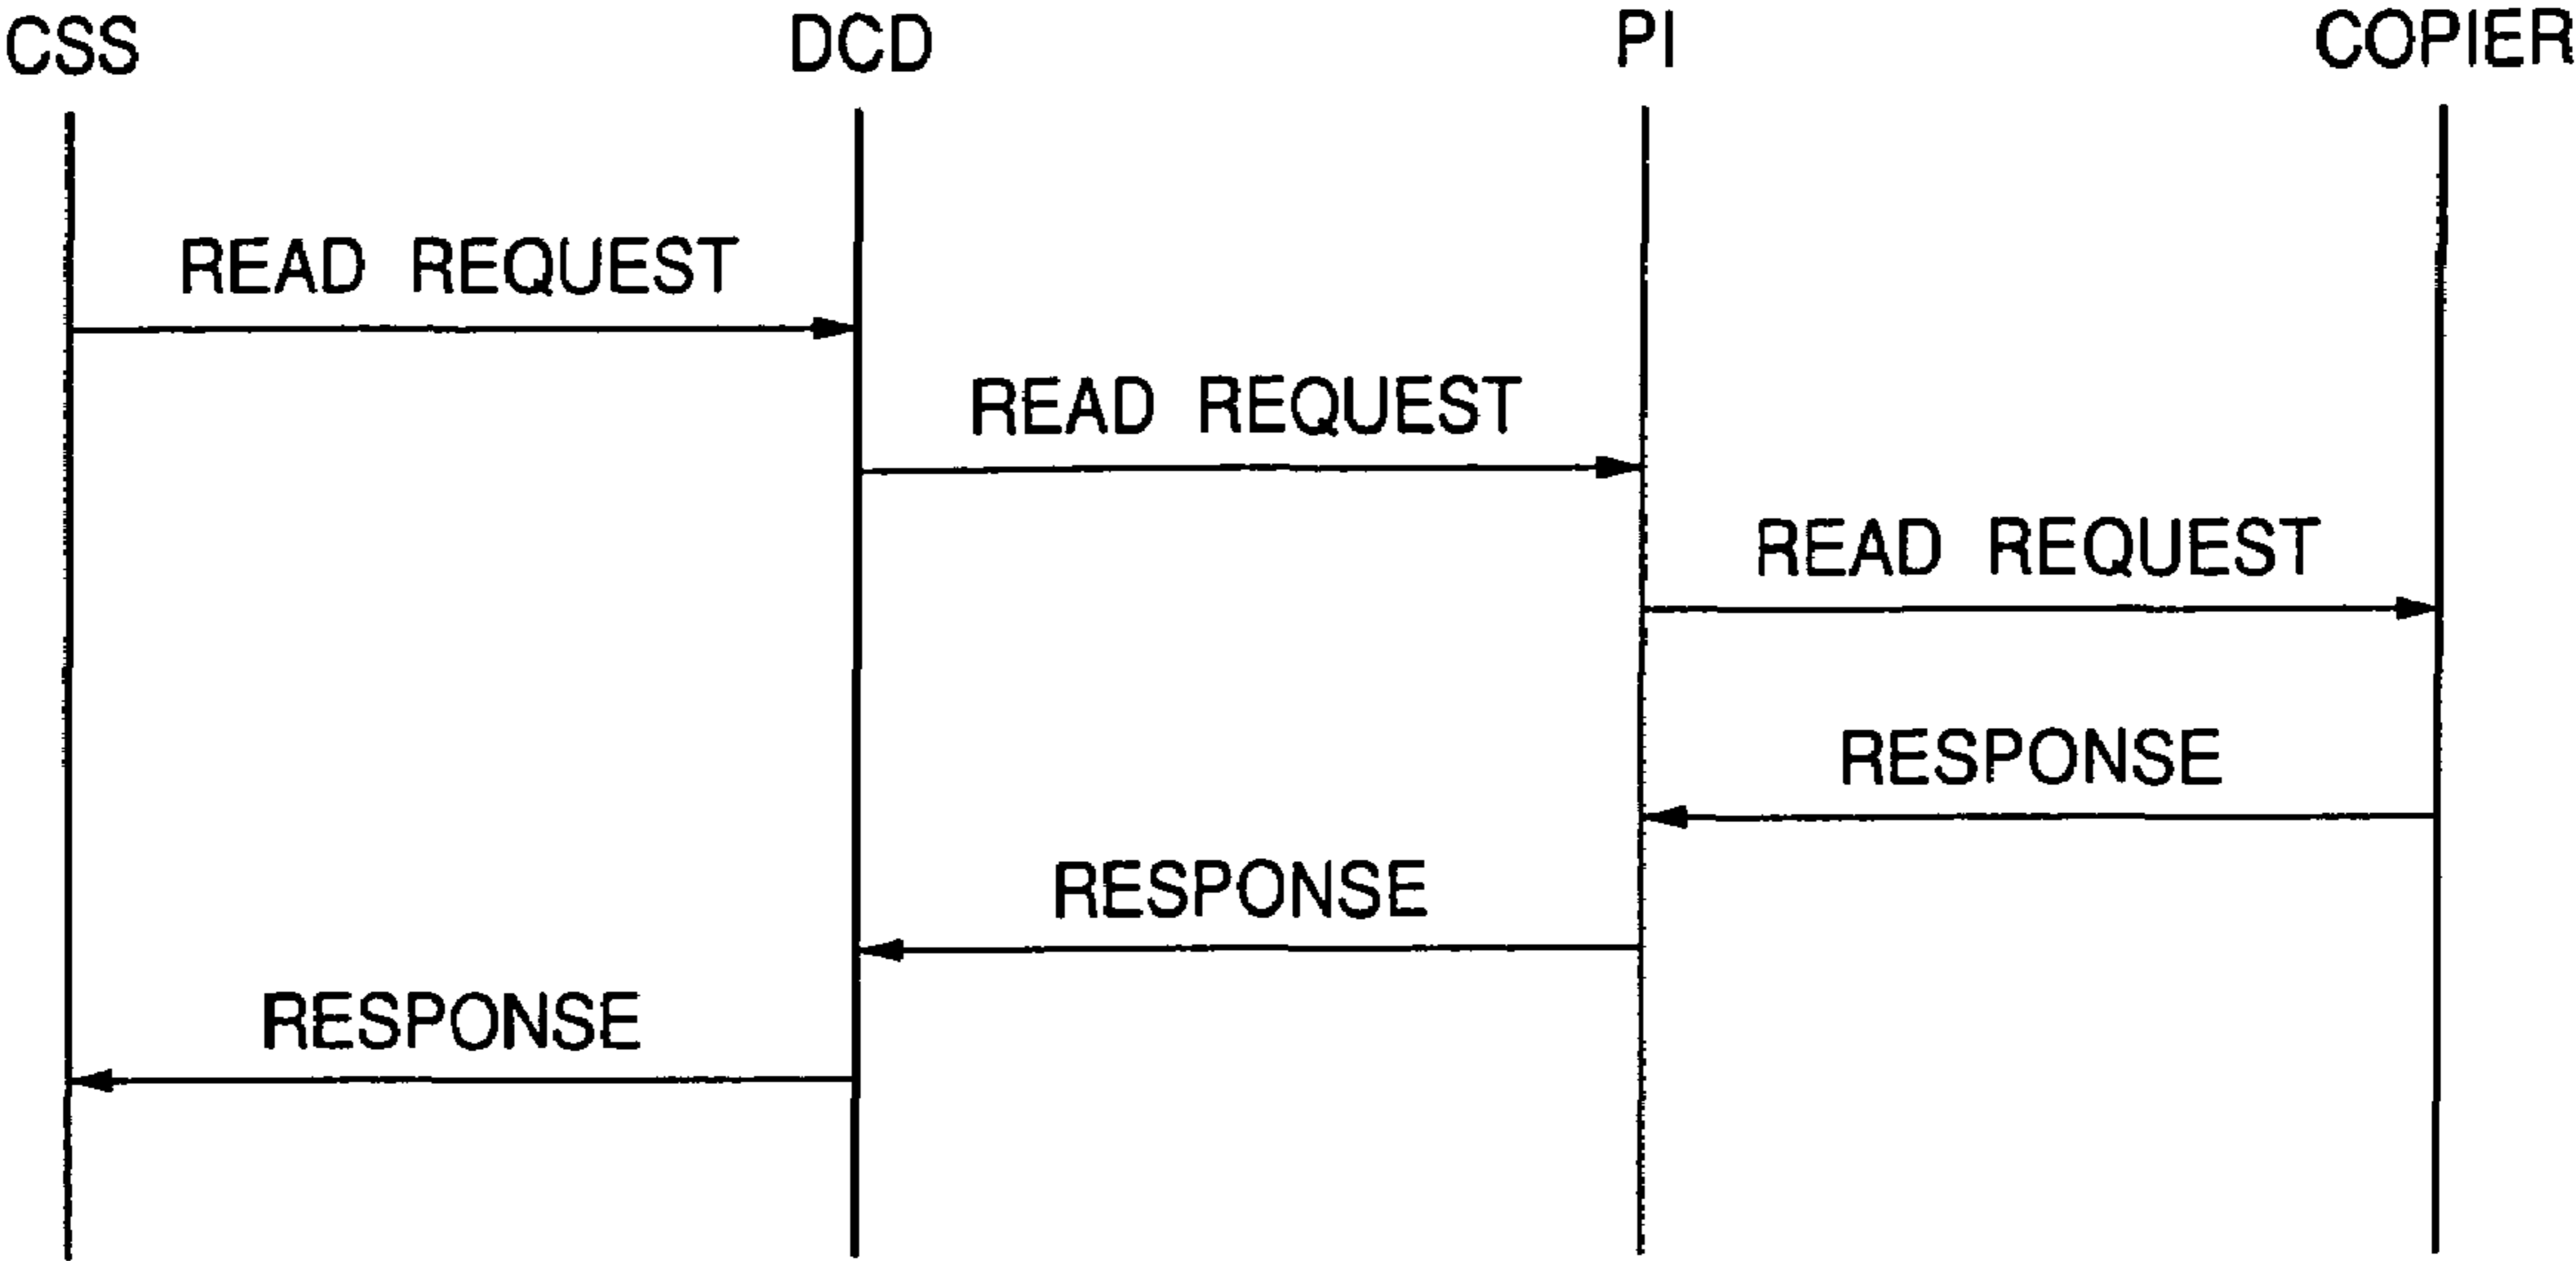 CSS DCD PI COPIER
READ REQUEST
READ REQUEST
READ REQUEST
RESPONSE
RESPONSE
RESPONSE